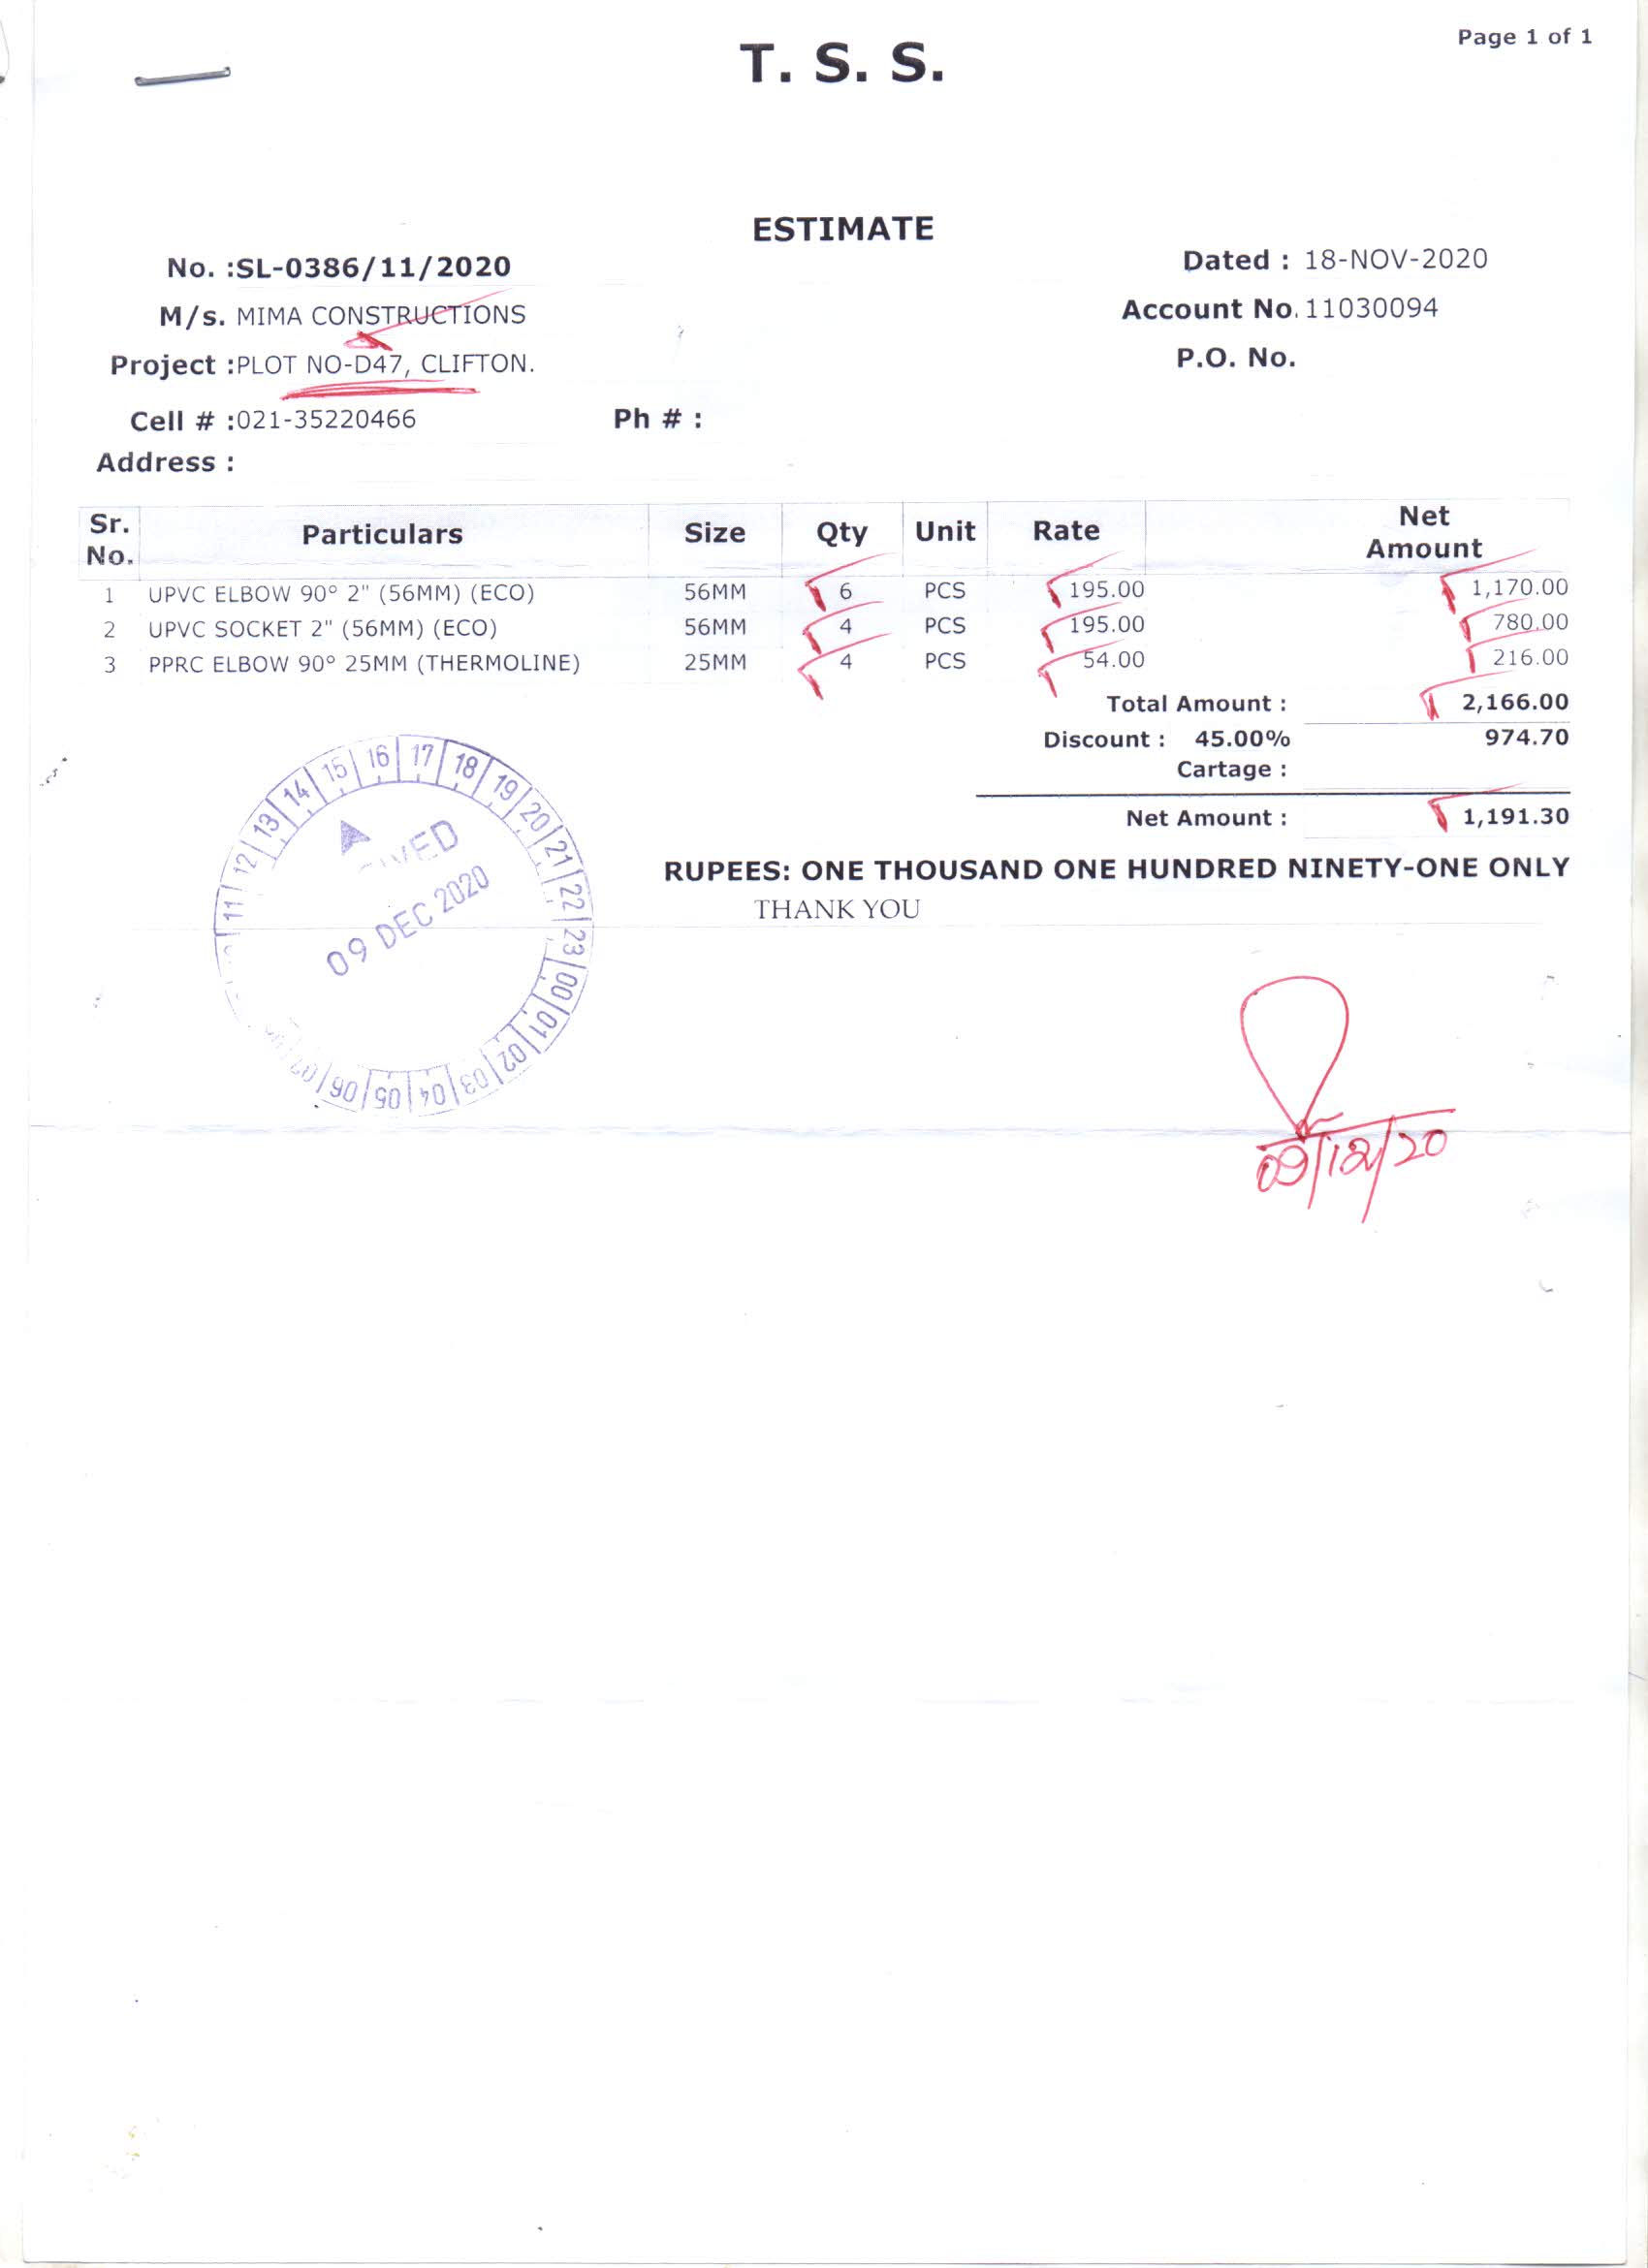 Page 1 of 1
T. S. S.
ESTIMATE
No. :SL-0386/11/2020
Dated : 18-NOV-2020
M/s. MIMA CONSTRUCTIONS
Account No. 11030094
Project :PLOT NO-D47, CLIFTON.
P.O. No.
Cell # :021-35220466 Ph # :
Address :
Sr. No. Particulars Size Qty Unit Rate Net Amount
1 UPVC ELBOW 90° 2" (56MM) (ECO) 56MM 6 PCS 195.00 1,170.00
2 UPVC SOCKET 2" (56MM) (ECO) 56MM 4 PCS 195.00 780.00
3 PPRC ELBOW 90° 25MM (THERMOLINE) 25MM 4 PCS 54.00 216.00
Total Amount : 2,166.00
Discount : 45.00% 974.70
Cartage :
Net Amount : 1,191.30
RUPEES: ONE THOUSAND ONE HUNDRED NINETY-ONE ONLY
THANK YOU
11 12 13 14 15 16 17 18 19 20 21 22 23 00 01 02 03 04 05 06 07
09 DEC 2020
09/12/20